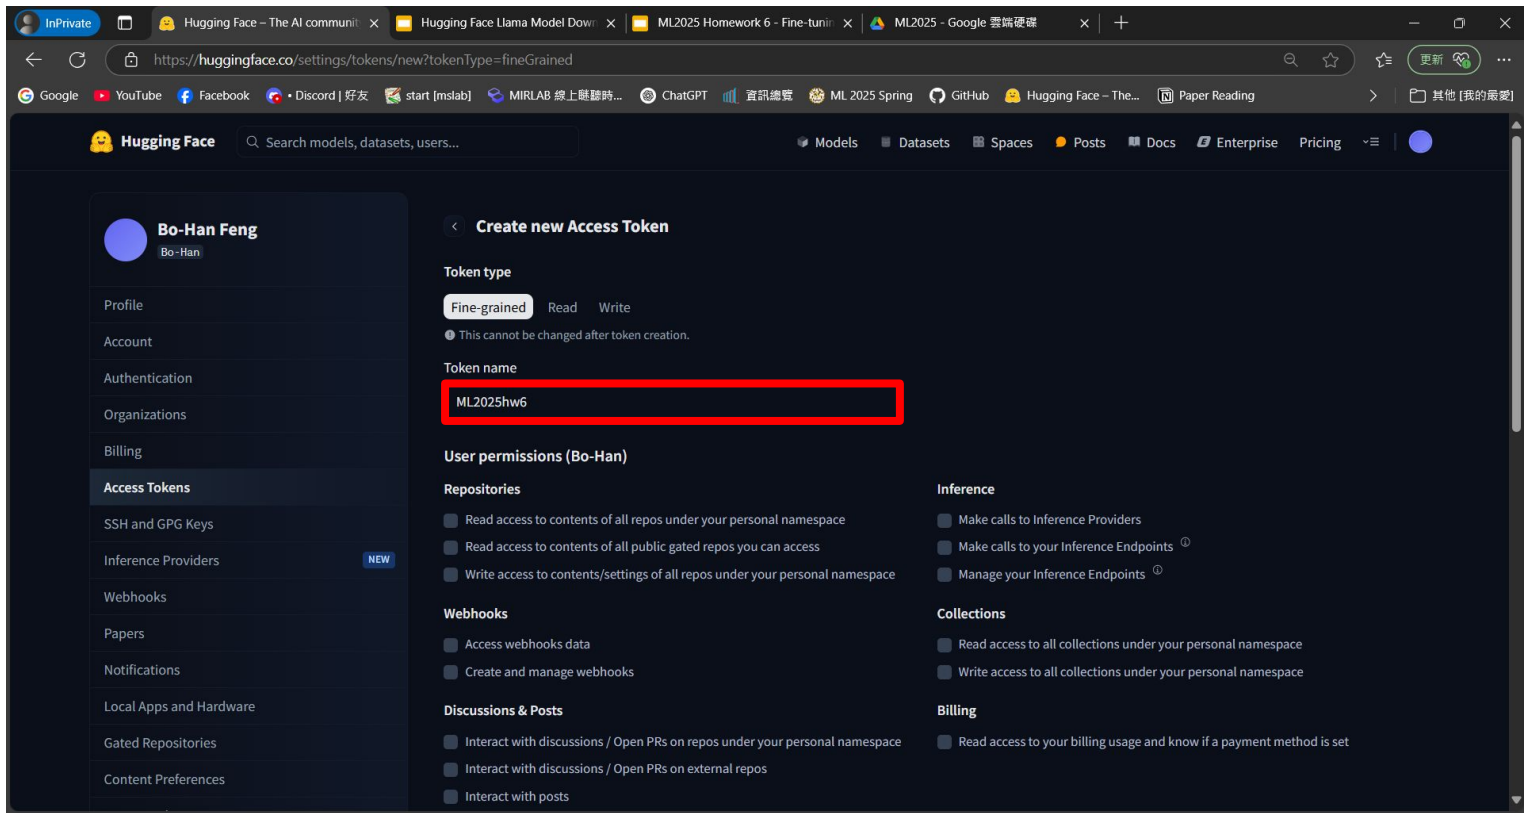 InPrivate
Hugging Face – The AI communit
Hugging Face Llama Model Down
ML2025 Homework 6 - Fine-tunin
ML2025 - Google 雲端硬碟
https://huggingface.co/settings/tokens/new?tokenType=fineGrained
更新
Google
YouTube
Facebook
• Discord | 好友
start [mslab]
MIRLAB 線上瞇聽時...
ChatGPT
資訊總覽
ML 2025 Spring
GitHub
Hugging Face – The...
Paper Reading
其他 [我的最愛]
Hugging Face
Search models, datasets, users...
Models
Datasets
Spaces
Posts
Docs
Enterprise
Pricing
Bo-Han Feng
Bo-Han
Profile
Account
Authentication
Organizations
Billing
Access Tokens
SSH and GPG Keys
Inference Providers
NEW
Webhooks
Papers
Notifications
Local Apps and Hardware
Gated Repositories
Content Preferences
Create new Access Token
Token type
Fine-grained
Read
Write
This cannot be changed after token creation.
Token name
ML2025hw6
User permissions (Bo-Han)
Repositories
Read access to contents of all repos under your personal namespace
Read access to contents of all public gated repos you can access
Write access to contents/settings of all repos under your personal namespace
Webhooks
Access webhooks data
Create and manage webhooks
Discussions & Posts
Interact with discussions / Open PRs on repos under your personal namespace
Interact with discussions / Open PRs on external repos
Interact with posts
Inference
Make calls to Inference Providers
Make calls to your Inference Endpoints
Manage your Inference Endpoints
Collections
Read access to all collections under your personal namespace
Write access to all collections under your personal namespace
Billing
Read access to your billing usage and know if a payment method is set